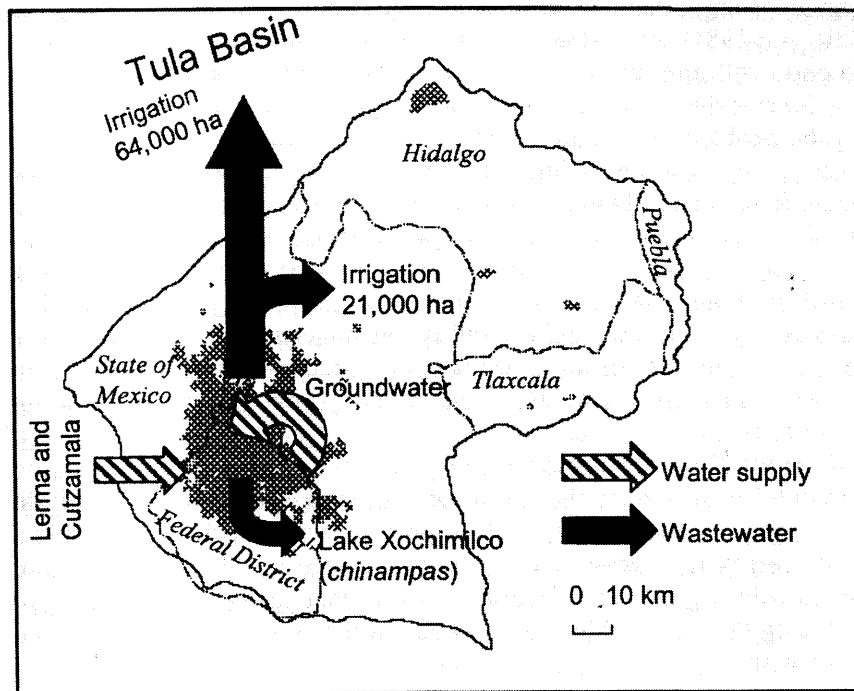 Tula Basin
Irrigation
64,000 ha
Hidalgo
Puebla
Irrigation
21,000 ha
State of
Mexico
Groundwater
Tlaxcala
Lerma and
Cutzamala
Water supply
Federal District
Lake Xochimilco
(chinampas)
Wastewater
0 10 km